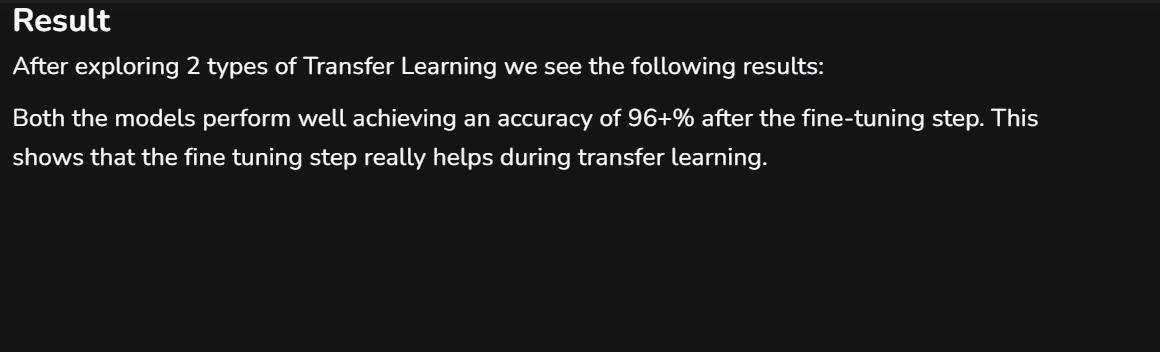 Result
After exploring 2 types of Transfer Learning we see the following results:
Both the models perform well achieving an accuracy of 96+% after the fine-tuning step. This
shows that the fine tuning step really helps during transfer learning.